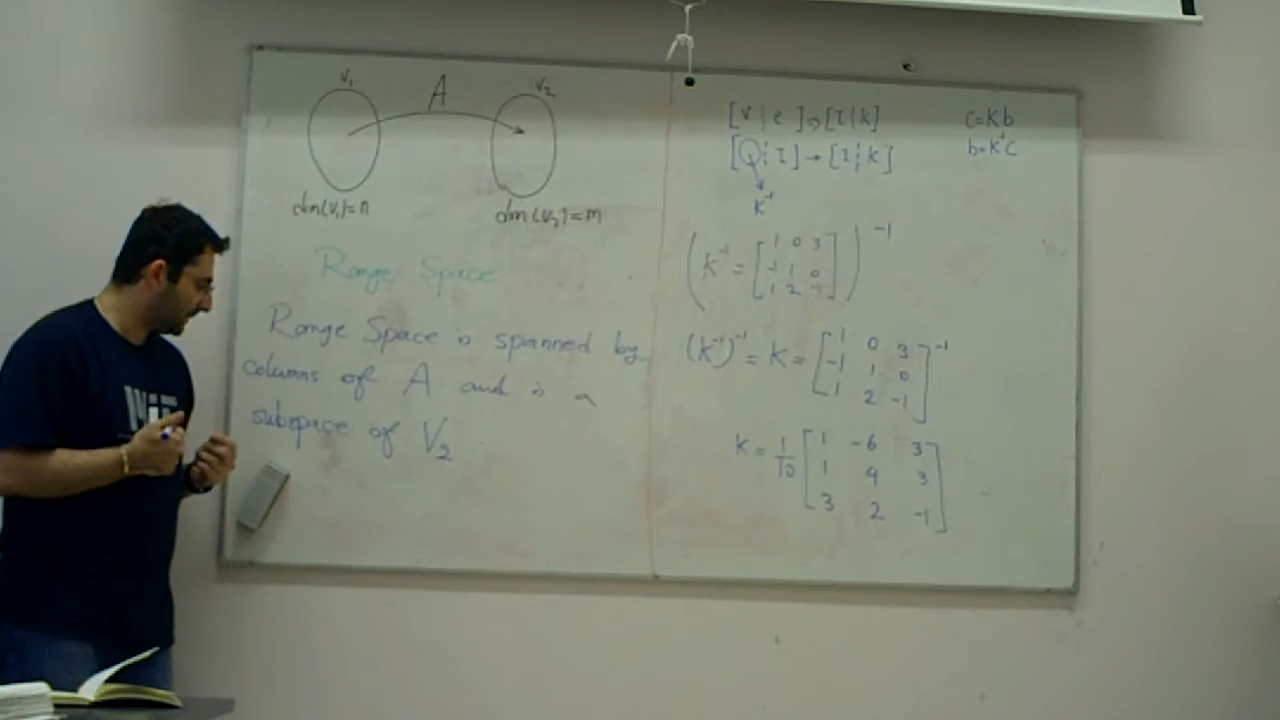 V₁ A V₂
dim(V₁)=n dim(V₂)=m
Range Space
Range Space is spanned by
columns of A and is a
subspace of V₂
[V | e ] → [I | k] C=Kb
[Q ¦ I] → [I ¦ k] b=K⁻¹C
K⁻¹
(K⁻¹ = [1 0 3
-1 1 0
1 2 -1])⁻¹
(K⁻¹)⁻¹ = K = [1 0 3
-1 1 0
1 2 -1]⁻¹
K = 1/10 [1 -6 3
1 4 3
3 2 -1]